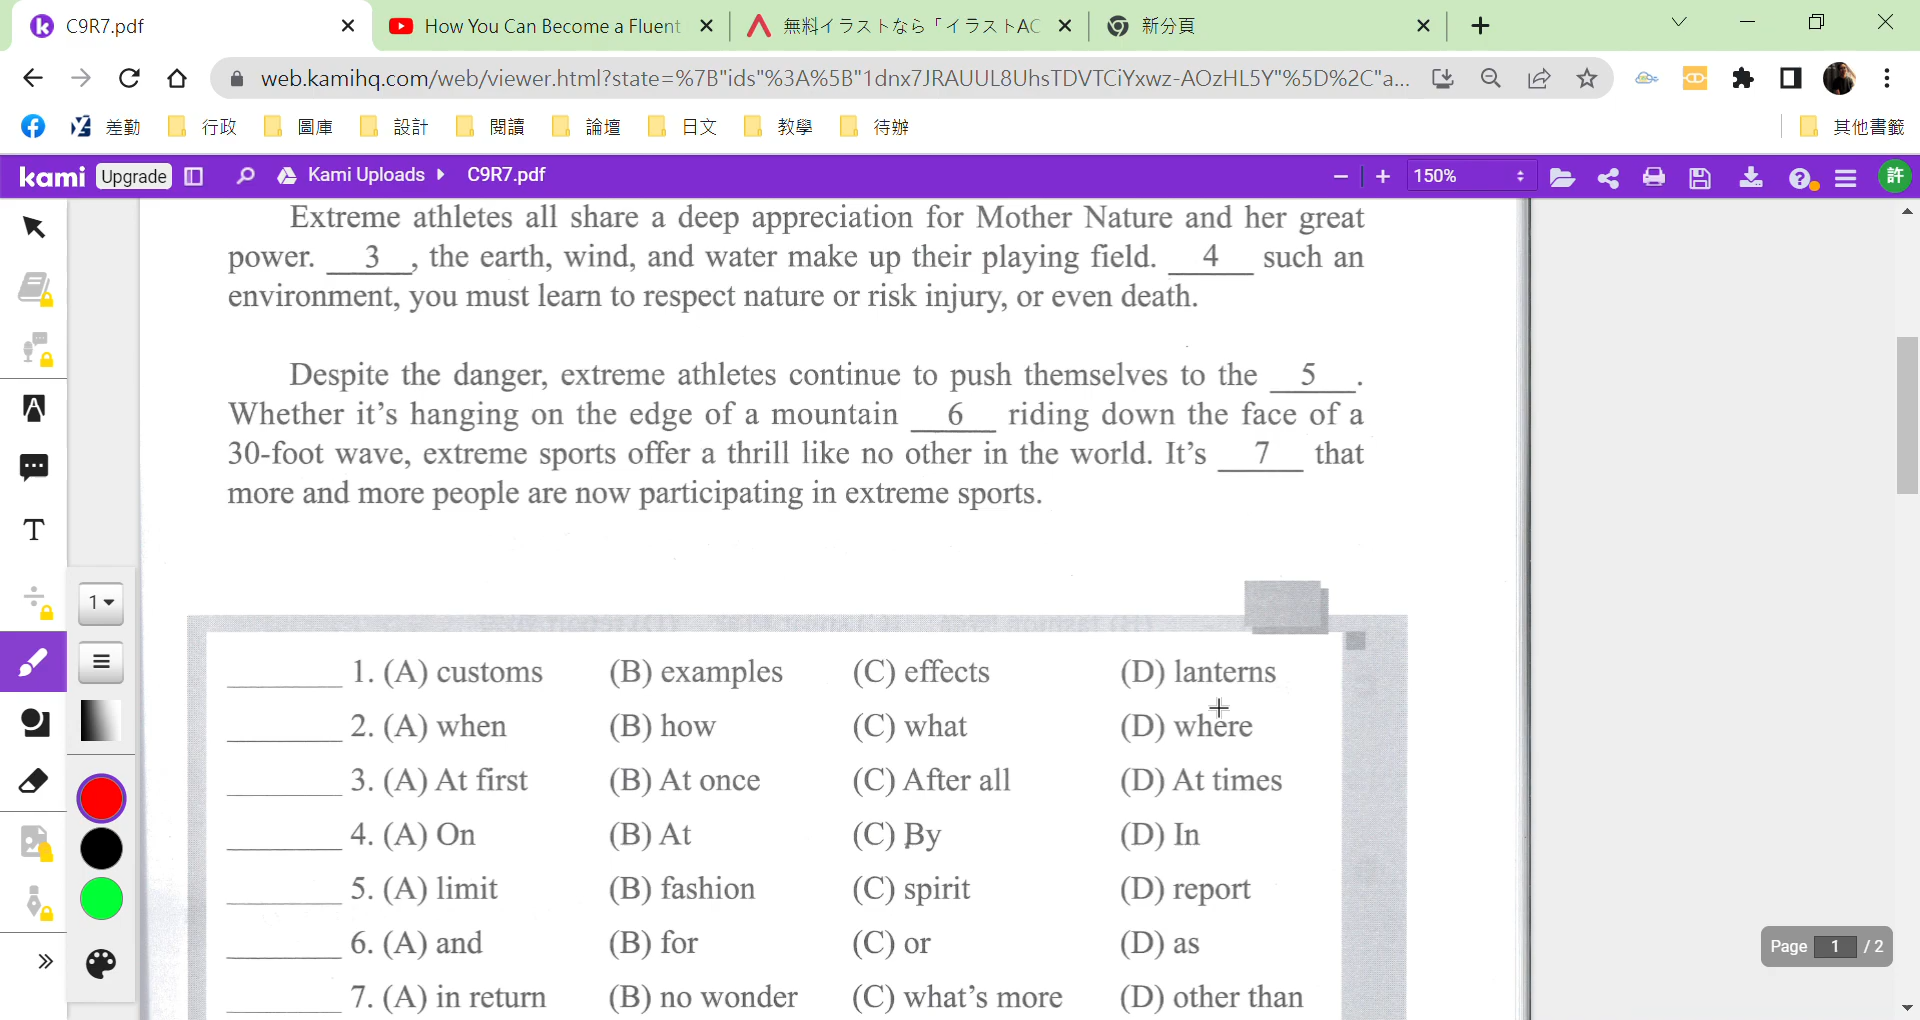 C9R7.pdf
How You Can Become a Fluent
無料イラストなら「イラストAC
新分頁
web.kamihq.com/web/viewer.html?state=%7B"ids"%3A%5B"1dnx7JRAUUL8UhsTDVTCiYxwz-AOzHL5Y"%5D%2C"a...
差勤
行政
圖庫
設計
閱讀
論壇
日文
教學
待辦
其他書籤
kami
Upgrade
Kami Uploads
C9R7.pdf
150%
許
Extreme athletes all share a deep appreciation for Mother Nature and her great
power. 3 , the earth, wind, and water make up their playing field. 4 such an
environment, you must learn to respect nature or risk injury, or even death.
Despite the danger, extreme athletes continue to push themselves to the 5 .
Whether it's hanging on the edge of a mountain 6 riding down the face of a
30-foot wave, extreme sports offer a thrill like no other in the world. It's 7 that
more and more people are now participating in extreme sports.
1. (A) customs (B) examples (C) effects (D) lanterns
2. (A) when (B) how (C) what (D) where
3. (A) At first (B) At once (C) After all (D) At times
4. (A) On (B) At (C) By (D) In
5. (A) limit (B) fashion (C) spirit (D) report
6. (A) and (B) for (C) or (D) as
7. (A) in return (B) no wonder (C) what's more (D) other than
T
1
Page 1 / 2